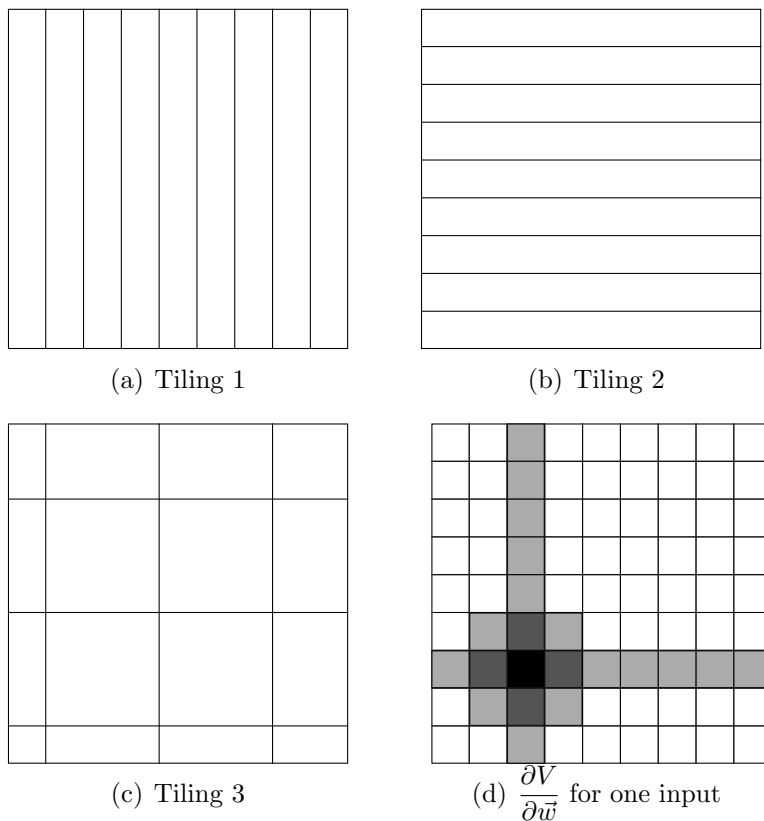 (a) Tiling 1
(b) Tiling 2
(c) Tiling 3
(d) ∂V/∂w⃗ for one input